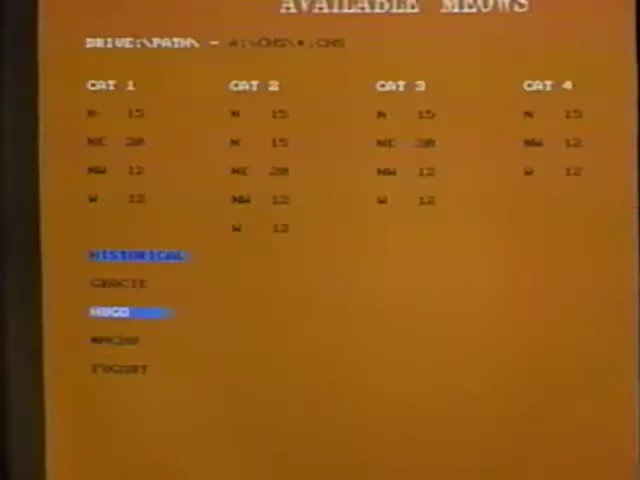 AVAILABLE MEOWS
DRIVE:\PATH\ -
CAT 1 CAT 2 CAT 3 CAT 4
15 N 15 N 15 N 15
NE 20 N 15 NE 20 NW 12
NW 12 NE 20 NW 12 W 12
W 12 NW 12 W 12
W 12
HISTORICAL
GRACIE
HUGO